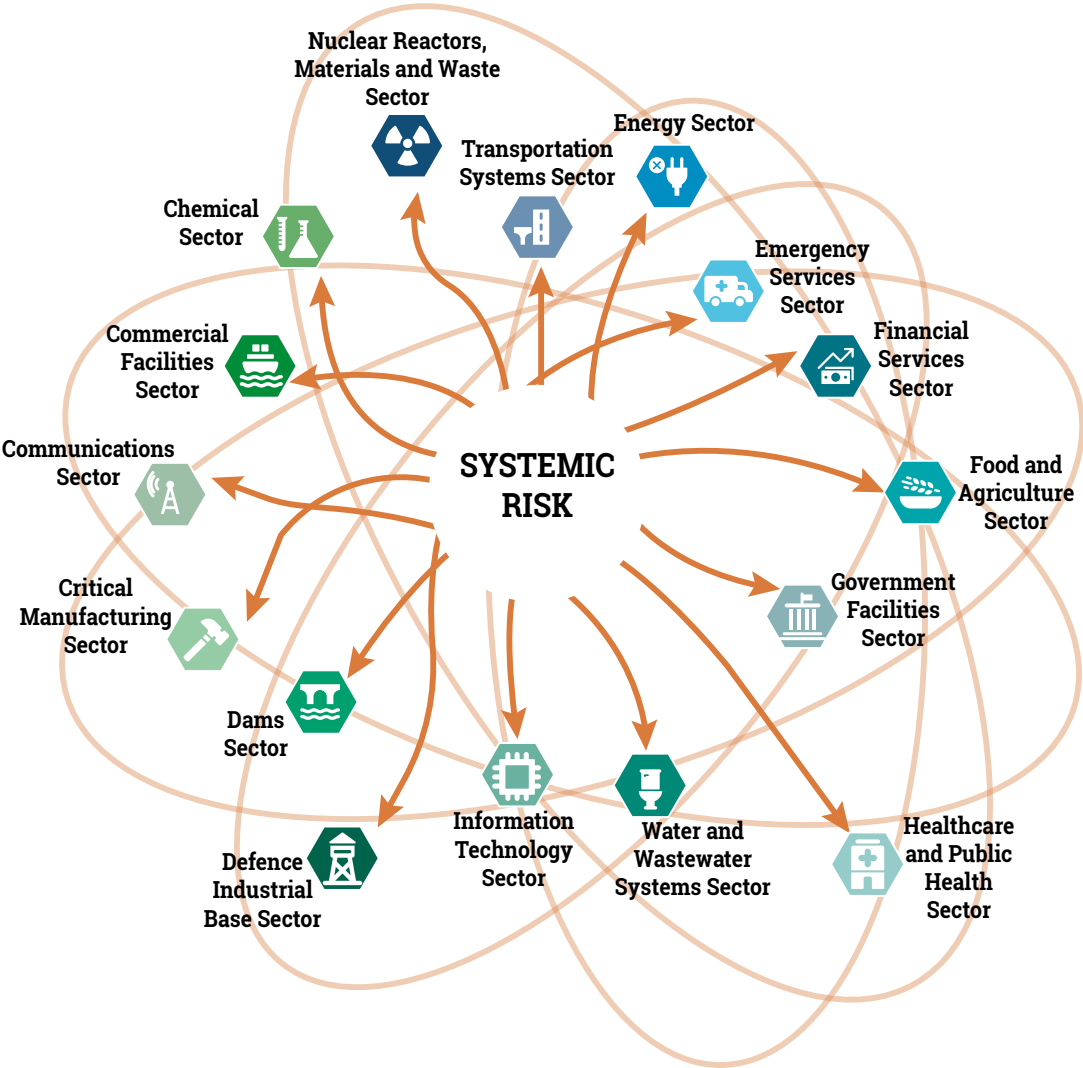 Nuclear Reactors,
Materials and Waste
Sector
Energy Sector
Transportation
Systems Sector
Chemical
Sector
Emergency
Services
Sector
Commercial
Facilities
Sector
Financial
Services
Sector
Communications
Sector
SYSTEMIC
RISK
Food and
Agriculture
Sector
Critical
Manufacturing
Sector
Government
Facilities
Sector
Dams
Sector
Information
Technology
Sector
Water and
Wastewater
Systems Sector
Healthcare
and Public
Health
Sector
Defence
Industrial
Base Sector